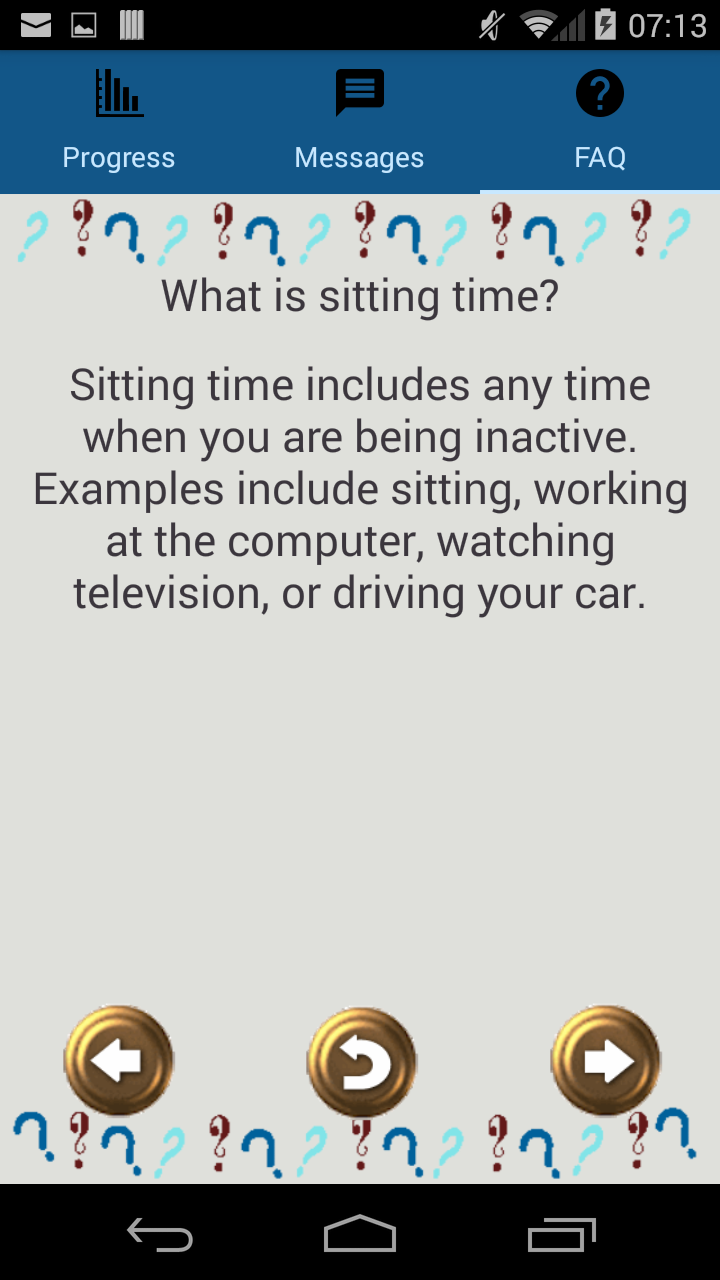 07:13
Progress
Messages
FAQ
What is sitting time?
Sitting time includes any time
when you are being inactive.
Examples include sitting, working
at the computer, watching
television, or driving your car.